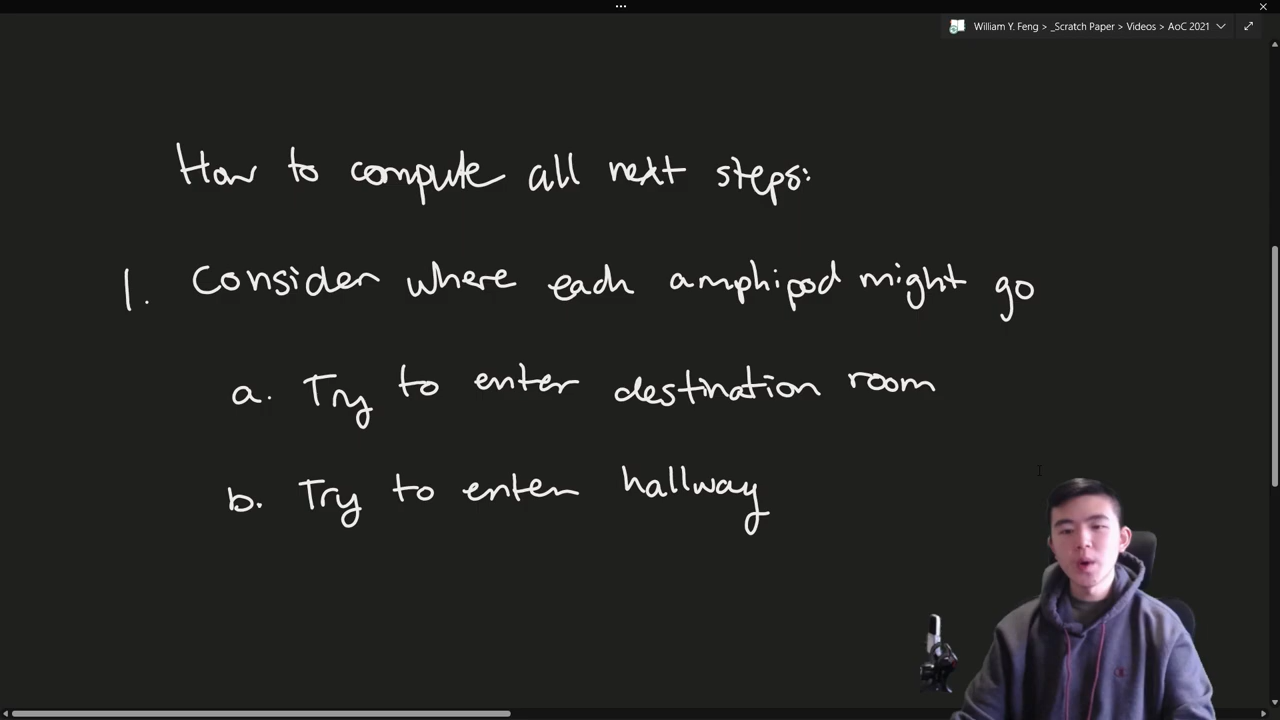 William Y. Feng > _Scratch Paper > Videos > AoC 2021
How to compute all next steps:
1. Consider where each amphipod might go
a. Try to enter destination room
b. Try to enter hallway